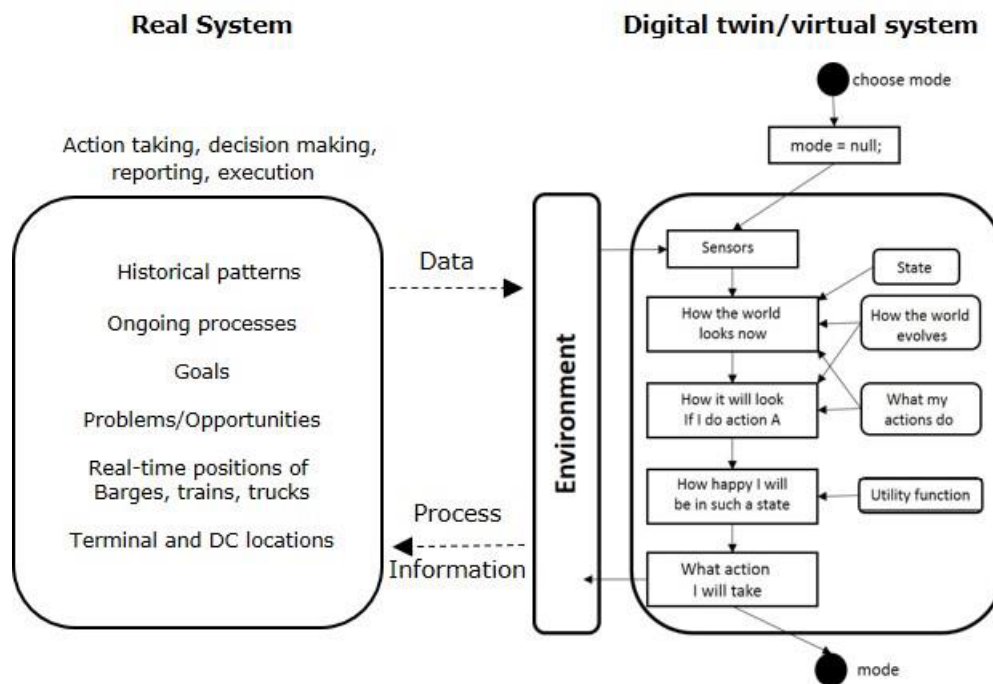 Real System
Action taking, decision making,
reporting, execution
Historical patterns
Ongoing processes
Goals
Problems/Opportunities
Real-time positions of
Barges, trains, trucks
Terminal and DC locations
Data
Process
Information
Environment
Digital twin/virtual system
choose mode
mode = null;
Sensors
State
How the world
looks now
How the world
evolves
How it will look
If I do action A
What my
actions do
How happy I will
be in such a state
Utility function
What action
I will take
mode